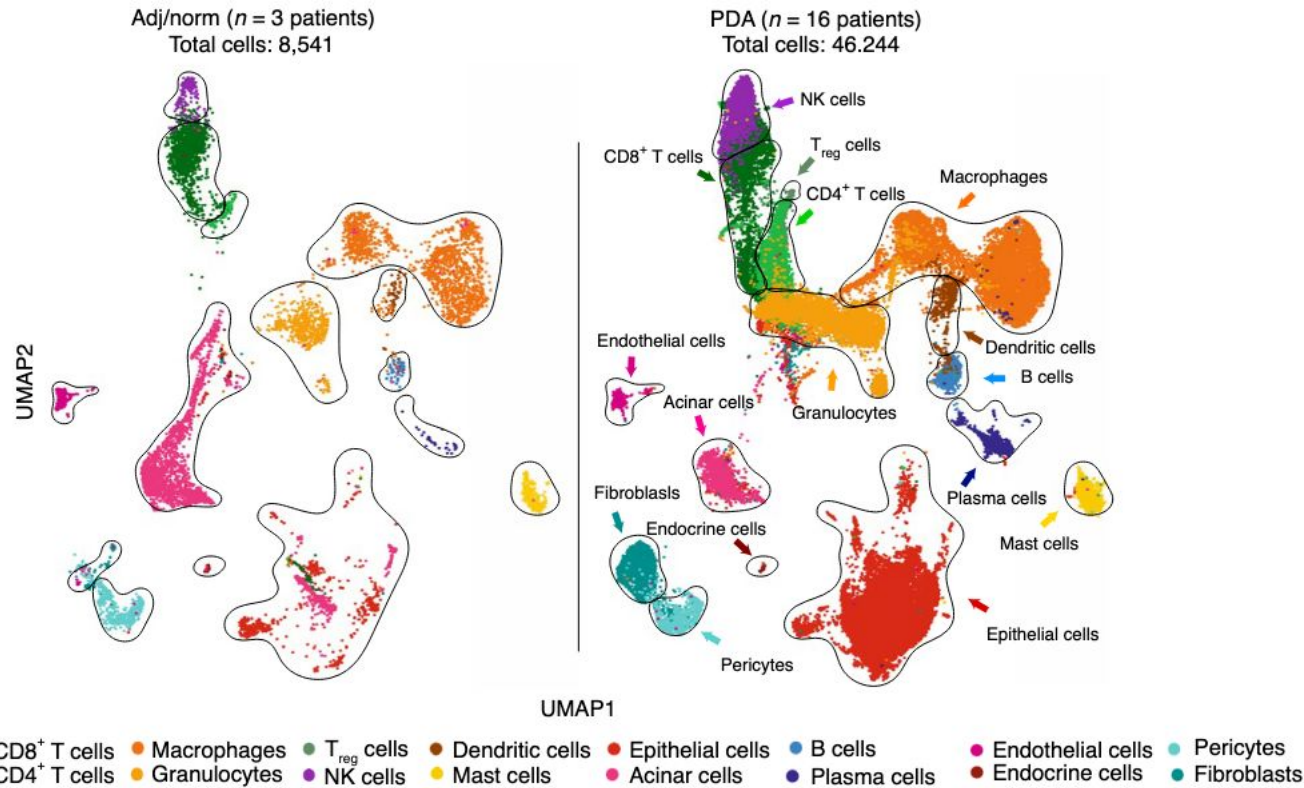 Adj/norm (n = 3 patients)
Total cells: 8,541
PDA (n = 16 patients)
Total cells: 46.244
NK cells
CD8+ T cells
Treg cells
CD4+ T cells
Macrophages
Endothelial cells
Dendritic cells
B cells
Acinar cells
Granulocytes
Fibroblasls
Plasma cells
Endocrine cells
Mast cells
Epithelial cells
Pericytes
UMAP2
UMAP1
CD8+ T cells Macrophages Treg cells Dendritic cells Epithelial cells B cells Endothelial cells Pericytes
CD4+ T cells Granulocytes NK cells Mast cells Acinar cells Plasma cells Endocrine cells Fibroblasts